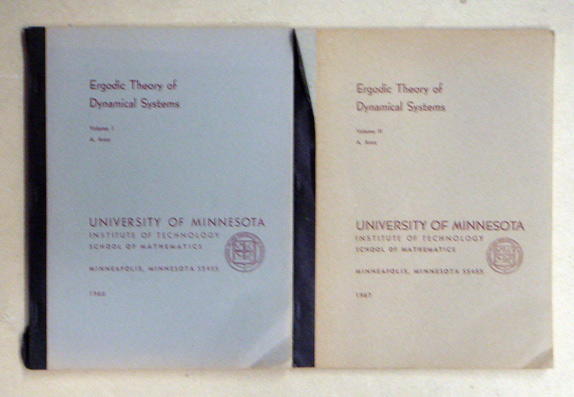 Ergodic Theory of
Dynamical Systems
Volume I
A.
UNIVERSITY OF MINNESOTA
INSTITUTE OF TECHNOLOGY
SCHOOL OF MATHEMATICS
MINNEAPOLIS, MINNESOTA 55455
1966
Ergodic Theory of
Dynamical Systems
Volume II
A.
UNIVERSITY OF MINNESOTA
INSTITUTE OF TECHNOLOGY
SCHOOL OF MATHEMATICS
MINNEAPOLIS, MINNESOTA 55455
1967